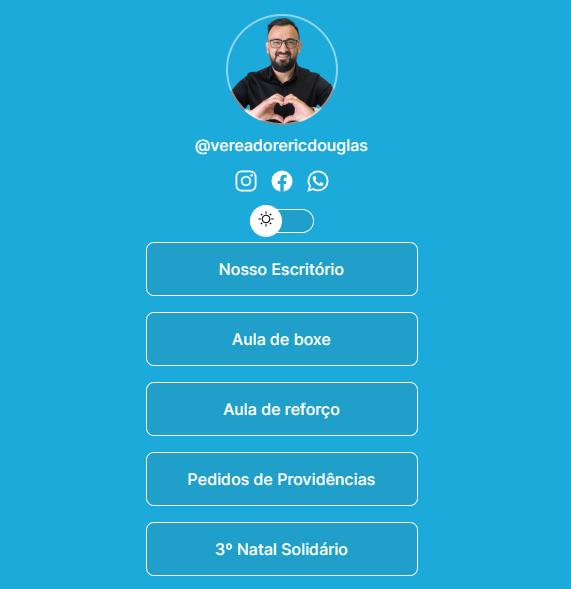 @vereadorericdouglas
Nosso Escritório
Aula de boxe
Aula de reforço
Pedidos de Providências
3º Natal Solidário